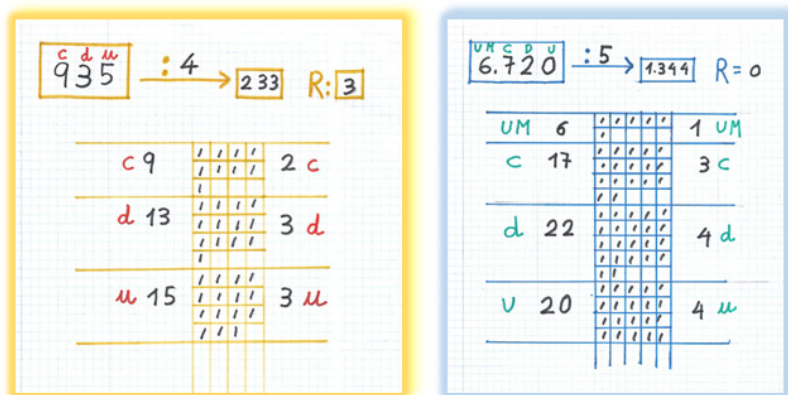 c d u
935 : 4 233 R: 3
c 9 2 c
d 13 3 d
u 15 3 u
UM C D U
6.720 : 5 1.344 R = 0
UM 6 1 UM
C 17 3 C
d 22 4 d
U 20 4 u